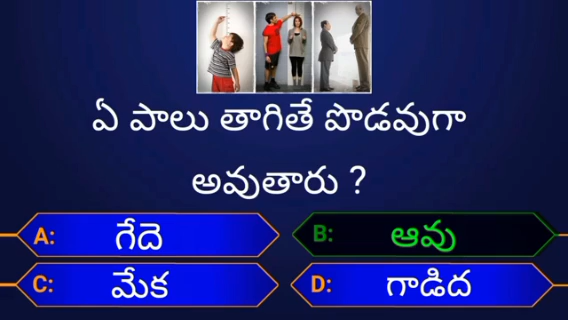 ఏ పాలు తాగితే పొడవుగా
అవుతారు ?
A: గేదె
B: ఆవు
C: మేక
D: గాడిద